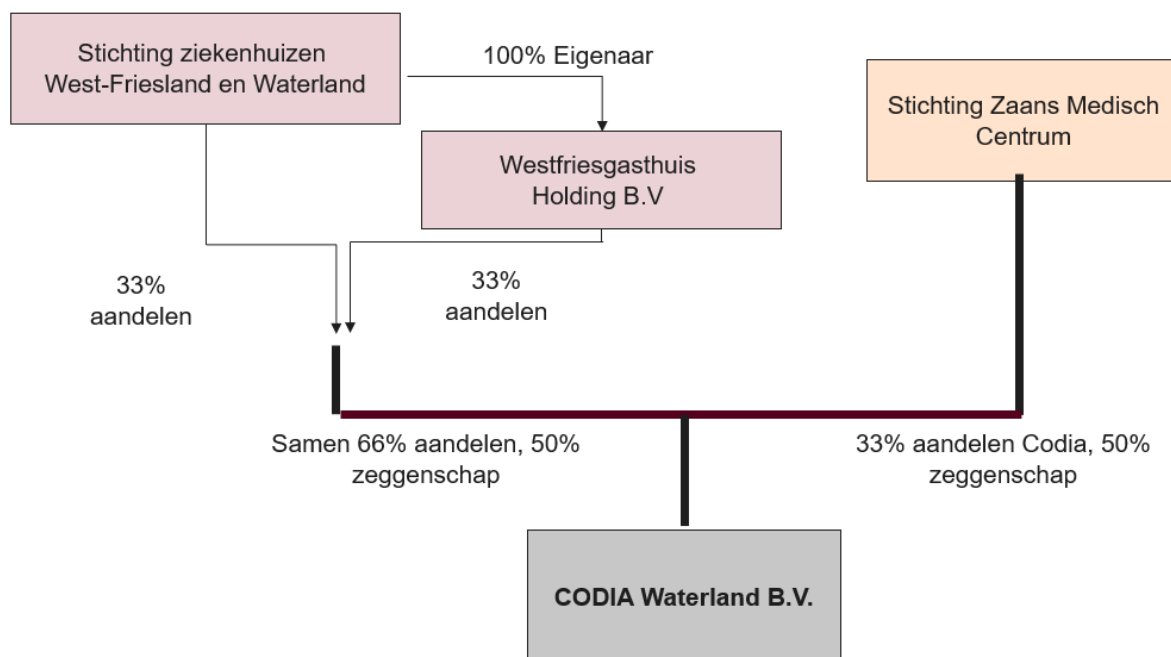 Stichting ziekenhuizen
West-Friesland en Waterland
100% Eigenaar
Stichting Zaans Medisch
Centrum
Westfriesgasthuis
Holding B.V
33%
aandelen
33%
aandelen
Samen 66% aandelen, 50%
zeggenschap
33% aandelen Codia, 50%
zeggenschap
CODIA Waterland B.V.